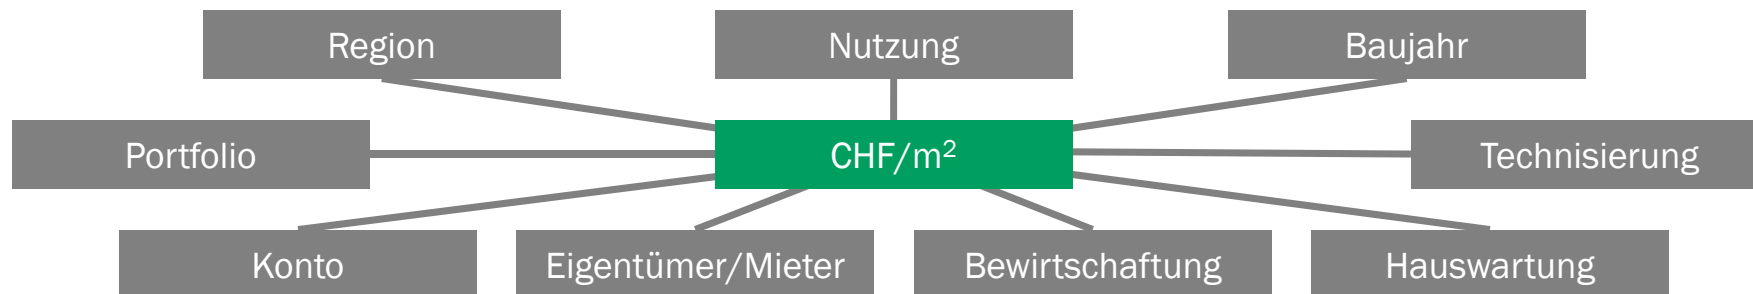 Region
Nutzung
Baujahr
Portfolio
CHF/m²
Technisierung
Konto
Eigentümer/Mieter
Bewirtschaftung
Hauswartung